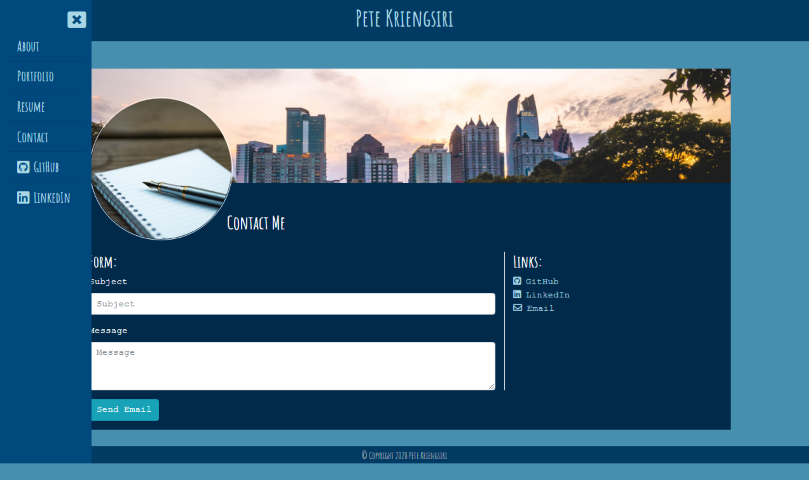 Pete Kriengsiri
About
Portfolio
Resume
Contact
GitHub
LinkedIn
Contact Me
Form:
Subject
Subject
Message
Message
Send Email
Links:
GitHub
LinkedIn
Email
© Copyright 2020 Pete Kriengsiri